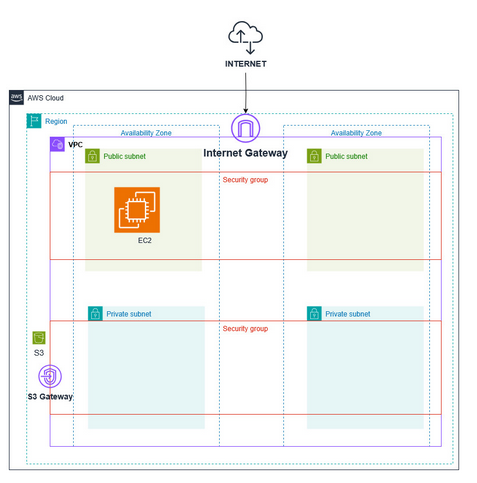 INTERNET
aws
AWS Cloud
Region
Availability Zone
Availability Zone
VPC
Internet Gateway
Public subnet
Public subnet
Security group
EC2
Private subnet
Private subnet
Security group
S3
S3 Gateway